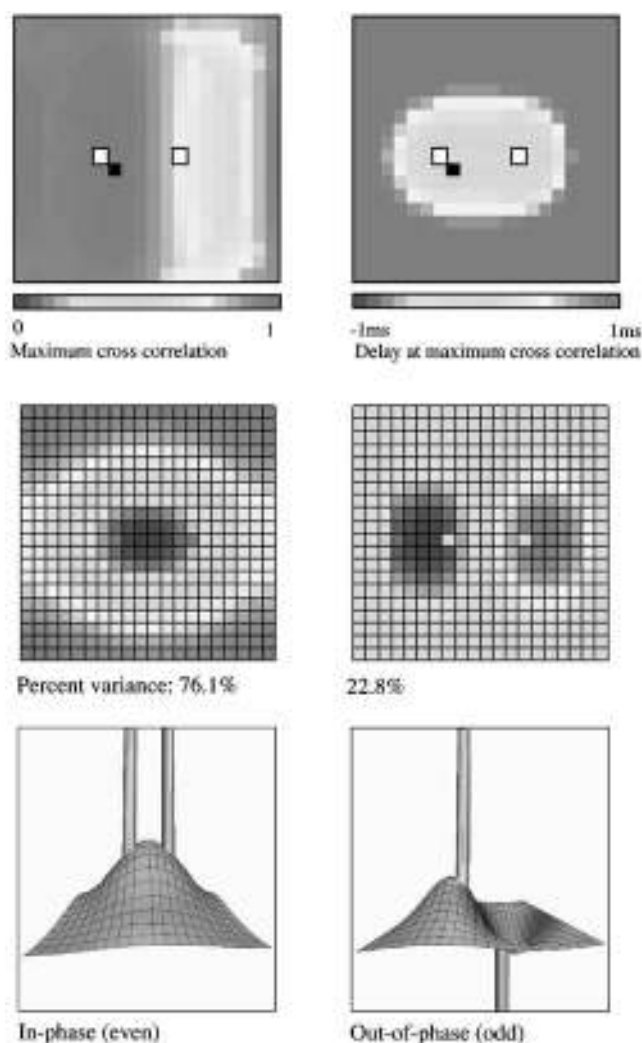 0 1
Maximum cross correlation
-1ms 1ms
Delay at maximum cross correlation
Percent variance: 76.1%
22.8%
In-phase (even)
Out-of-phase (odd)